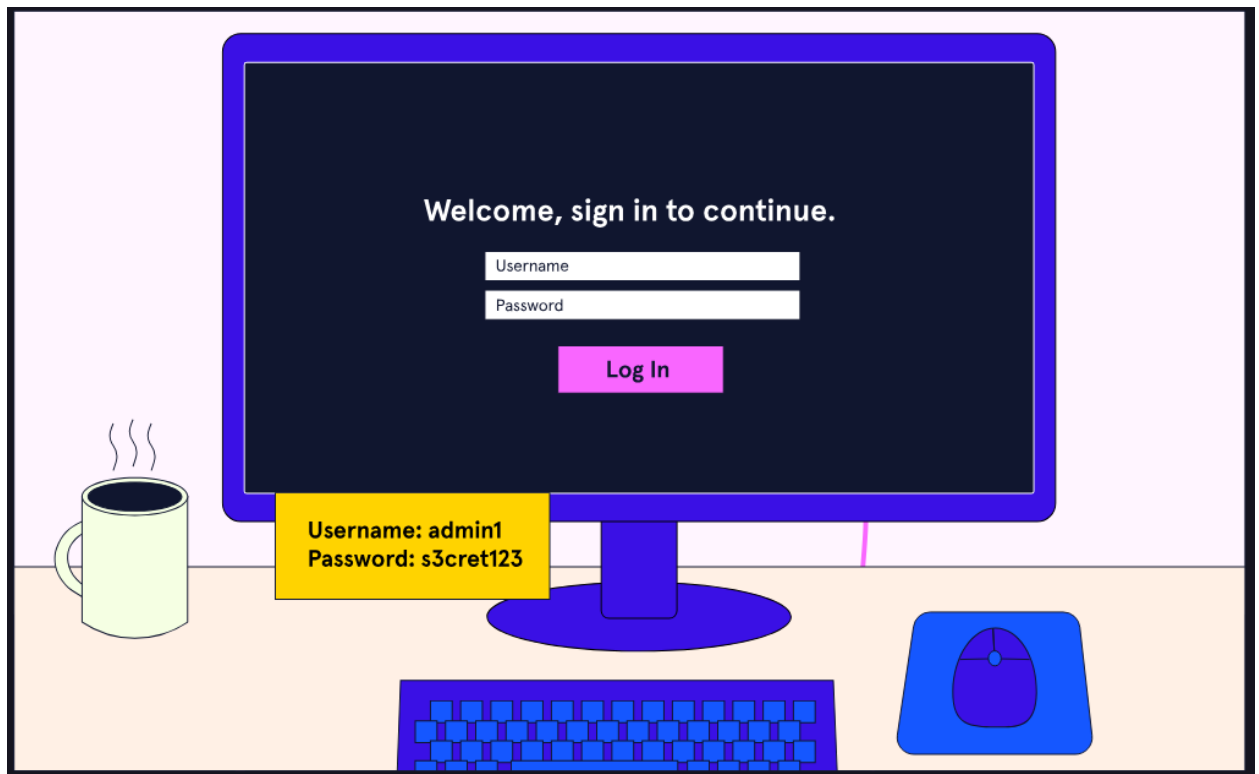 Welcome, sign in to continue.
Username
Password
Log In
Username: admin1
Password: s3cret123